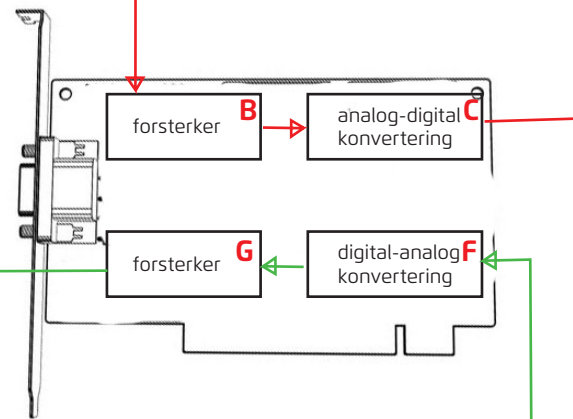 forsterker B
analog-digital C
konvertering
forsterker G
digital-analog F
konvertering